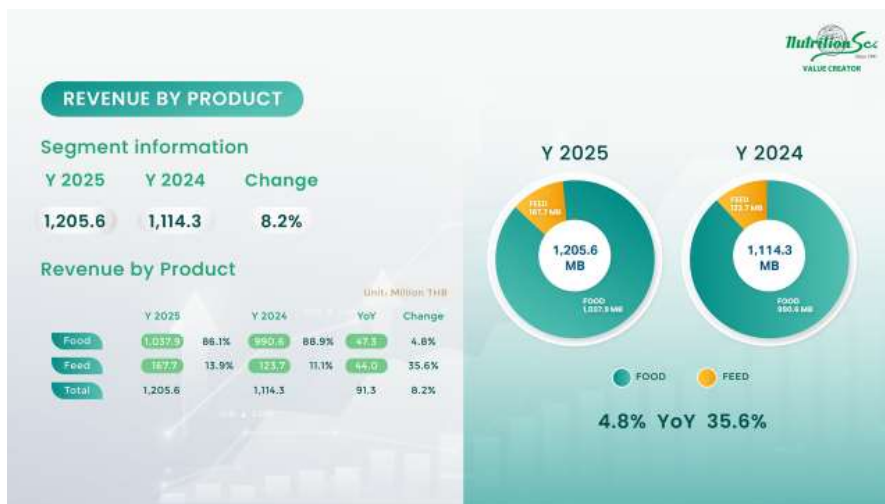 NutritionSc
VALUE CREATOR
REVENUE BY PRODUCT
Segment information
Y 2025 Y 2024 Change
1,205.6 1,114.3 8.2%
Revenue by Product
Unit: Million THB
Y 2025 Y 2024 YoY Change
Food 1,037.9 86.1% 990.6 88.9% 47.3 4.8%
Feed 167.7 13.9% 123.7 11.1% 44.0 35.6%
Total 1,205.6 1,114.3 91.3 8.2%
Y 2025
FEED
167.7 MB
1,205.6
MB
FOOD
1,037.9 MB
Y 2024
FEED
123.7 MB
1,114.3
MB
FOOD
990.6 MB
FOOD FEED
4.8% YoY 35.6%